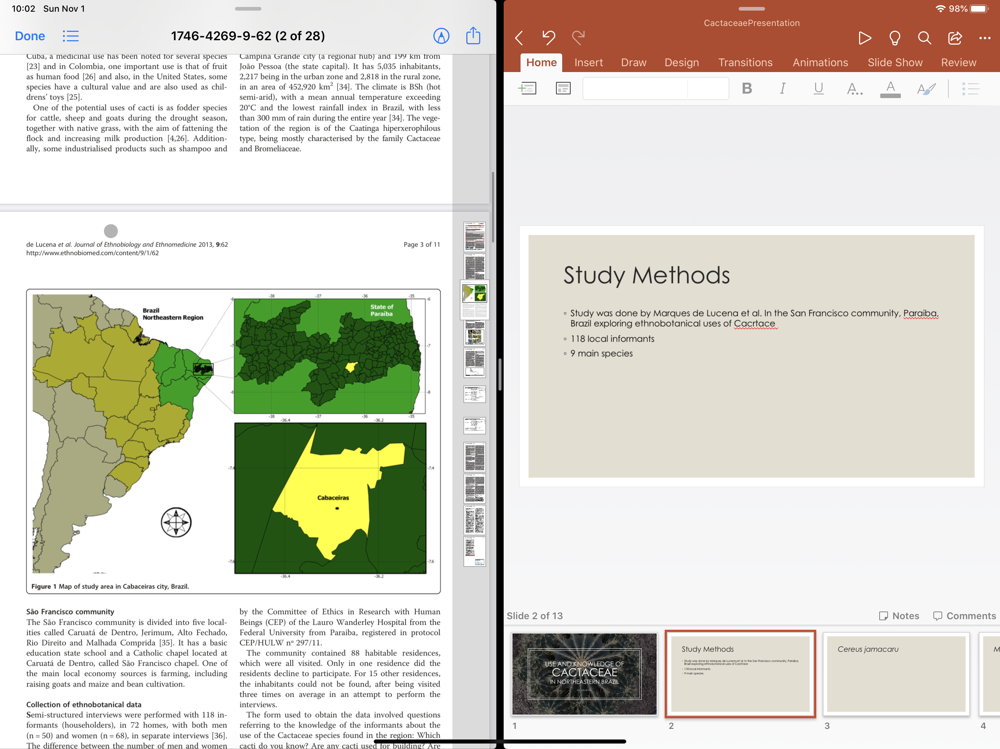 10:02 Sun Nov 1
Done
1746-4269-9-62 (2 of 28)
Cuba, a medicinal use has been noted for several species
[23] and in Colombia, one important use is that of fruit
as human food [26] and also, in the United States, some
species have a cultural value and are also used as chil-
drens' toys [25].
One of the potential uses of cacti is as fodder species
for cattle, sheep and goats during the drought season,
together with native grass, with the aim of fattening the
flock and increasing milk production [4,26]. Addition-
ally, some industrialised products such as shampoo and
Campina Grande city (a regional hub) and 199 km from
João Pessoa (the state capital). It has 5,035 inhabitants,
2,217 being in the urban zone and 2,818 in the rural zone,
in an area of 452,920 km² [34]. The climate is BSh (hot
semi-arid), with a mean annual temperature exceeding
20°C and the lowest rainfall index in Brazil, with less
than 300 mm of rain during the entire year [34]. The vege-
tation of the region is of the Caatinga hiperxerophilous
type, being mostly characterised by the family Cactaceae
and Bromeliaceae.
de Lucena et al. Journal of Ethnobiology and Ethnomedicine 2013, 9:62
http://www.ethnobiomed.com/content/9/1/62
Page 3 of 11
Brazil
Northeastern Region
-38 -37 -36 -35
-6 -6
State of
Paraíba
-7 -7
-8 -8
-38 -37 -36 -35
-36.4 -36.2
-7.4 -7.4
Cabaceiras
-7.6 -7.6
-36.4 -36.2
Figure 1 Map of study area in Cabaceiras city, Brazil.
São Francisco community
The São Francisco community is divided into five local-
ities called Caruatá de Dentro, Jerimum, Alto Fechado,
Rio Direito and Malhada Comprida [35]. It has a basic
education state school and a Catholic chapel located at
Caruatá de Dentro, called São Francisco chapel. One of
the main local economy sources is farming, including
raising goats and maize and bean cultivation.
Collection of ethnobotanical data
Semi-structured interviews were performed with 118 in-
formants (householders), in 72 homes, with both men
(n = 50) and women (n = 68), in separate interviews [36].
The difference between the number of men and women
by the Committee of Ethics in Research with Human
Beings (CEP) of the Lauro Wanderley Hospital from the
Federal University from Paraiba, registered in protocol
CEP/HULW nº 297/11.
The community contained 88 habitable residences,
which were all visited. Only in one residence did the
residents decline to participate. For 15 other residences,
the inhabitants could not be found, after being visited
three times on average in an attempt to perform the
interviews.
The form used to obtain the data involved questions
referring to the knowledge of the informants about the
use of the Cactaceae species found in the region: Which
cacti do you know? Are any cacti used for building? Are
98%
CactaceaePresentation
Home Insert Draw Design Transitions Animations Slide Show Review
B I U A.. A A
Study Methods
◦ Study was done by Marques de Lucena et al. In the San Francisco community, Paraiba,
Brazil exploring ethnobotanical uses of Cacrtace
◦ 118 local informants
◦ 9 main species
Slide 2 of 13
Notes Comments
USE AND KNOWLEDGE OF
CACTACEAE
IN NORTHEASTERN BRAZIL
1
Study Methods
◦ Study was done by Marques de Lucena et al. In the San Francisco community, Paraiba,
Brazil exploring ethnobotanical uses of Cacrtace
◦ 118 local informants
◦ 9 main species
2
Cereus jamacaru
3
M
4